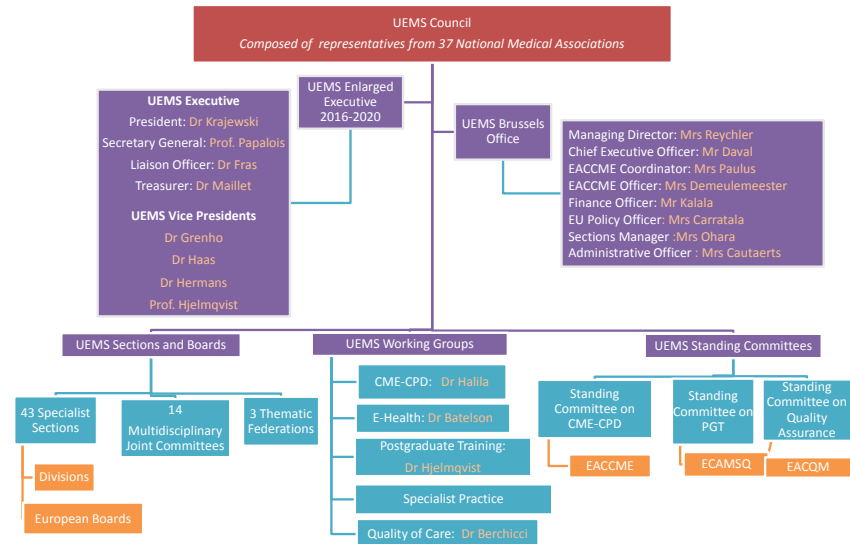 UEMS Council
Composed of representatives from 37 National Medical Associations
UEMS Enlarged
Executive
2016-2020
UEMS Executive
President: Dr Krajewski
Secretary General: Prof. Papalois
Liaison Officer: Dr Fras
Treasurer: Dr Maillet
UEMS Vice Presidents
Dr Grenho
Dr Haas
Dr Hermans
Prof. Hjelmqvist
UEMS Brussels
Office
Managing Director: Mrs Reychler
Chief Executive Officer: Mr Daval
EACCME Coordinator: Mrs Paulus
EACCME Officer: Mrs Demeulemeester
Finance Officer: Mr Kalala
EU Policy Officer: Mrs Carratala
Sections Manager :Mrs Ohara
Administrative Officer : Mrs Cautaerts
UEMS Sections and Boards
43 Specialist
Sections
Divisions
European Boards
14
Multidisciplinary
Joint Committees
3 Thematic
Federations
UEMS Working Groups
CME-CPD: Dr Halila
E-Health: Dr Batelson
Postgraduate Training:
Dr Hjelmqvist
Specialist Practice
Quality of Care: Dr Berchicci
UEMS Standing Committees
Standing
Committee on
CME-CPD
EACCME
Standing
Committee on
PGT
ECAMSQ
Standing
Committee on
Quality
Assurance
EACQM